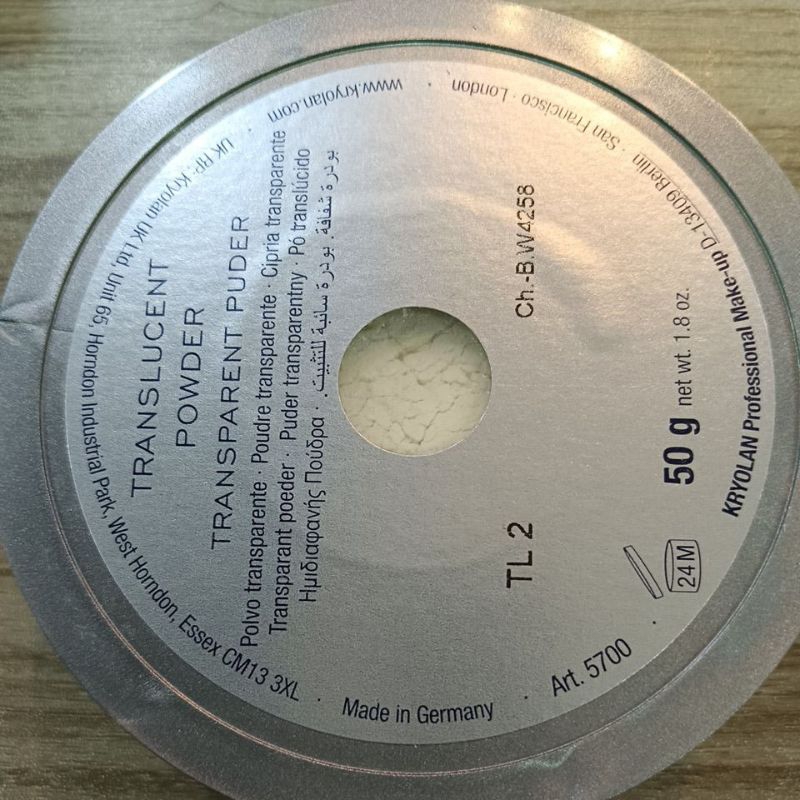 TRANSLUCENT
POWDER
TRANSPARENT PUDER
Polvo transparente · Poudre transparente · Cipria transparente
Transparant poeder · Puder transparentny · Pó translúcido
Ημιδιαφανής Πούδρα · بودرة شفافة. بودرة سائبة للتثبيت.
TL 2
Ch.-B.W4258
50 g net wt. 1.8 oz.
24 M
KRYOLAN Professional Make-up D-13409 Berlin · San Francisco · London · www.kryolan.com
UK RP: Kryolan UK Ltd, Unit 65, Horndon Industrial Park, West Horndon, Essex CM13 3XL · Made in Germany · Art. 5700 ·